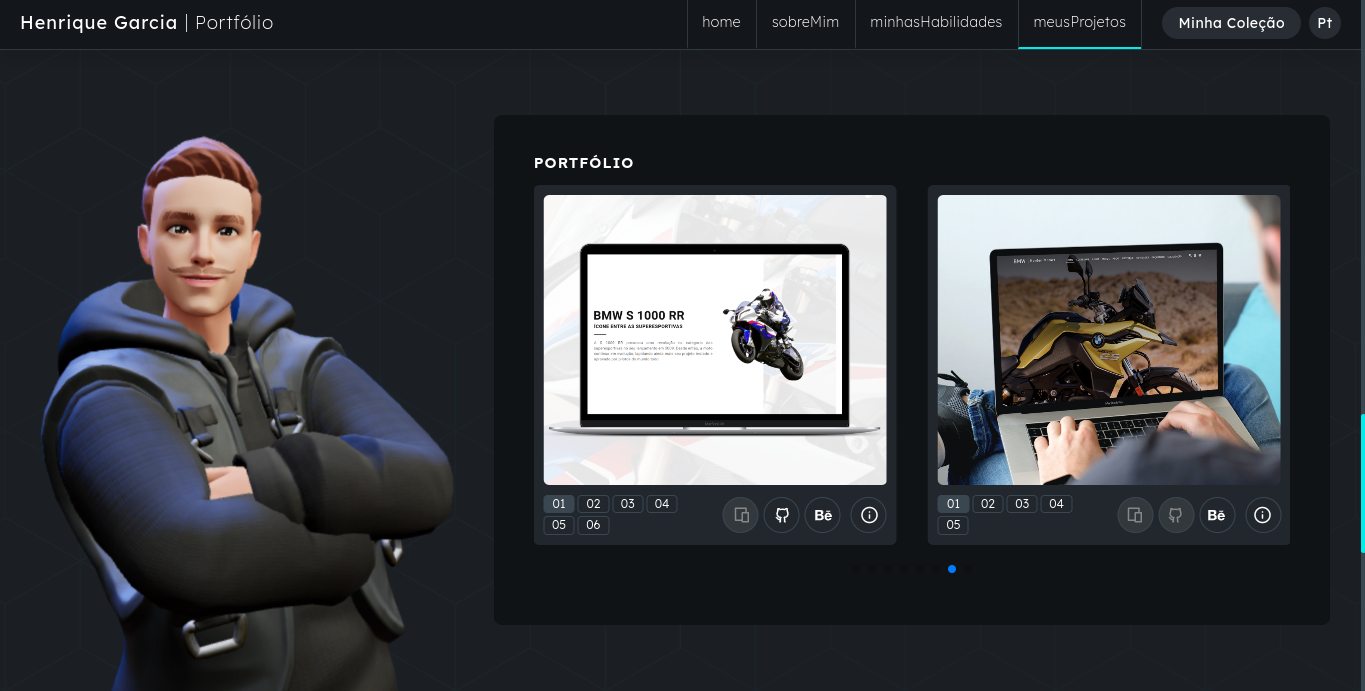 Henrique Garcia | Portfólio
home
sobreMim
minhasHabilidades
meusProjetos
Minha Coleção
Pt
PORTFÓLIO
BMW S 1000 RR
ÍCONE ENTRE AS SUPERESPORTIVAS
BMW
01 02 03 04
05 06
Bē
01 02 03 04
05
Bē